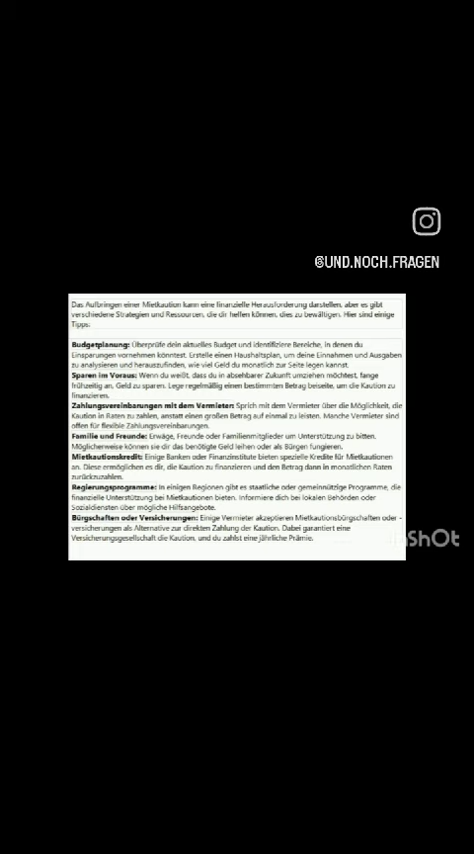 @UND.NOCH.FRAGEN
Das Aufbringen einer Mietkaution kann eine finanzielle Herausforderung darstellen, aber es gibt
verschiedene Strategien und Ressourcen, die dir helfen können, dies zu bewältigen. Hier sind einige
Tipps:
Budgetplanung: Überprüfe dein aktuelles Budget und identifiziere Bereiche, in denen du
Einsparungen vornehmen könntest. Erstelle einen Haushaltsplan, um deine Einnahmen und Ausgaben
zu analysieren und herauszufinden, wie viel Geld du monatlich zur Seite legen kannst.
Sparen im Voraus: Wenn du weißt, dass du in absehbarer Zukunft umziehen möchtest, fange
frühzeitig an, Geld zu sparen. Lege regelmäßig einen bestimmten Betrag beiseite, um die Kaution zu
finanzieren.
Zahlungsvereinbarungen mit dem Vermieter: Sprich mit dem Vermieter über die Möglichkeit, die
Kaution in Raten zu zahlen, anstatt einen großen Betrag auf einmal zu leisten. Manche Vermieter sind
offen für flexible Zahlungsvereinbarungen.
Familie und Freunde: Erwäge, Freunde oder Familienmitglieder um Unterstützung zu bitten.
Möglicherweise können sie dir das benötigte Geld leihen oder als Bürgen fungieren.
Mietkautionskredit: Einige Banken oder Finanzinstitute bieten spezielle Kredite für Mietkautionen
an. Diese ermöglichen es dir, die Kaution zu finanzieren und den Betrag dann in monatlichen Raten
zurückzuzahlen.
Regierungsprogramme: In einigen Regionen gibt es staatliche oder gemeinnützige Programme, die
finanzielle Unterstützung bei Mietkautionen bieten. Informiere dich bei lokalen Behörden oder
Sozialdiensten über mögliche Hilfsangebote.
Bürgschaften oder Versicherungen: Einige Vermieter akzeptieren Mietkautionsbürgschaften oder -
versicherungen als Alternative zur direkten Zahlung der Kaution. Dabei garantiert eine
Versicherungsgesellschaft die Kaution, und du zahlst eine jährliche Prämie.